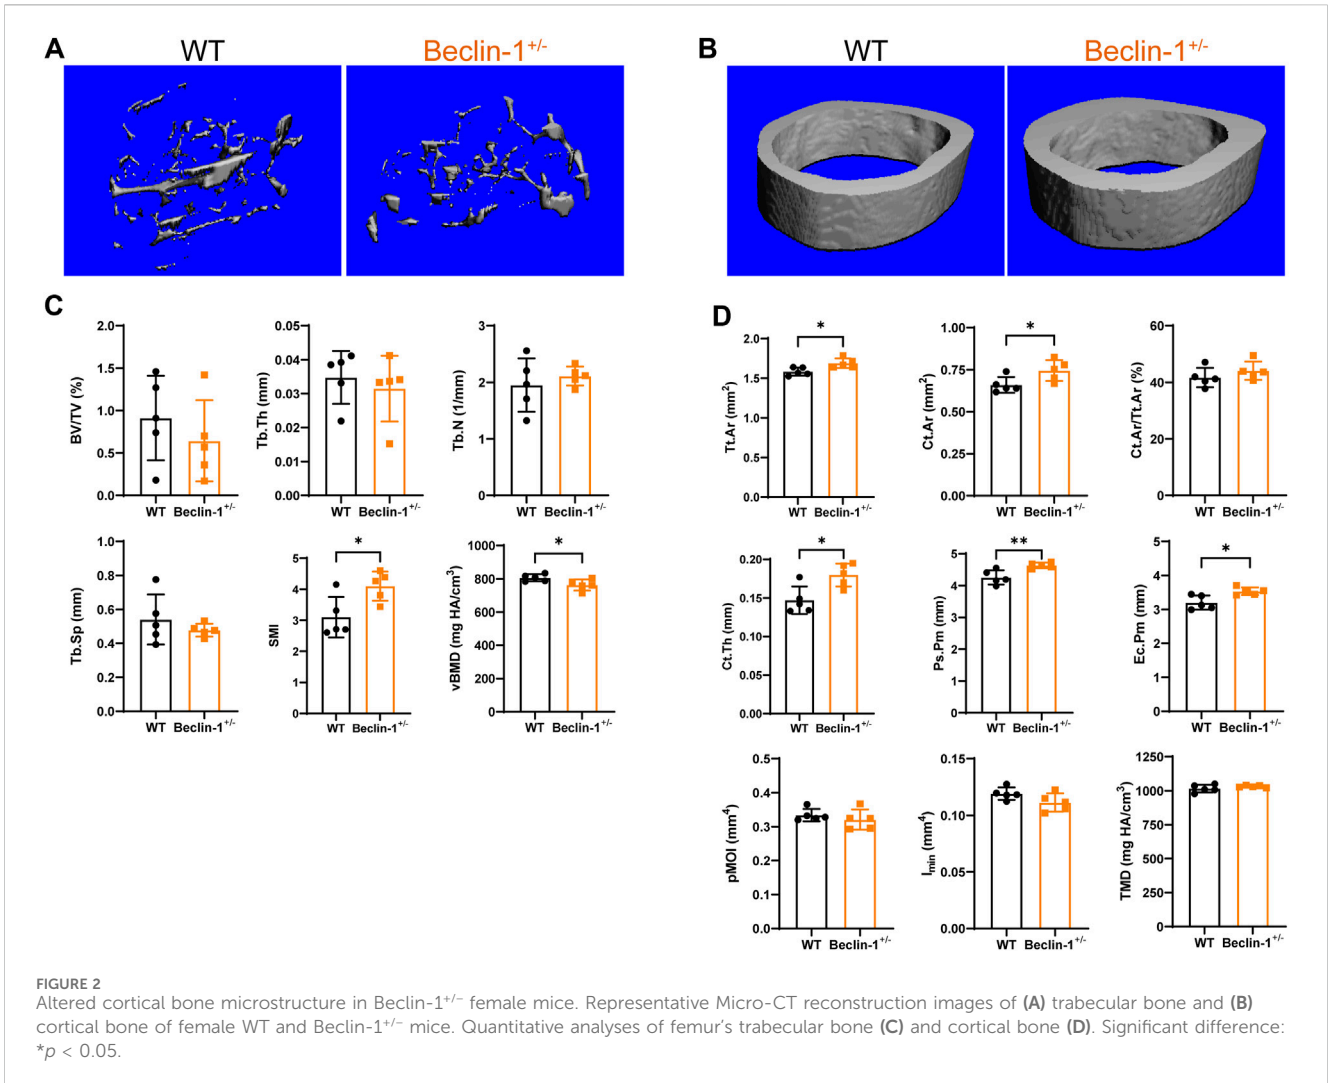 A
WT
Beclin-1+/-
B
WT
Beclin-1+/-
C
BV/TV (%)
2.0
1.5
1.0
0.5
0.0
WT
Beclin-1+/-
Tb.Th (mm)
0.05
0.04
0.03
0.02
0.01
0.00
WT
Beclin-1+/-
Tb.N (1/mm)
3
2
1
0
WT
Beclin-1+/-
Tb.Sp (mm)
1.0
0.8
0.6
0.4
0.2
0.0
WT
Beclin-1+/-
SMI
5
4
3
2
1
0
*
WT
Beclin-1+/-
vBMD (mg HA/cm3)
1000
800
600
400
200
0
*
WT
Beclin-1+/-
D
Tt.Ar (mm2)
2.0
1.5
1.0
0.5
0.0
*
WT
Beclin-1+/-
Ct.Ar (mm2)
1.00
0.75
0.50
0.25
0.00
*
WT
Beclin-1+/-
Ct.Ar/Tt.Ar (%)
60
40
20
0
WT
Beclin-1+/-
Ct.Th (mm)
0.20
0.15
0.10
0.05
0.00
*
WT
Beclin-1+/-
Ps.Pm (mm)
5
4
3
2
1
0
**
WT
Beclin-1+/-
Ec.Pm (mm)
5
4
3
2
1
0
*
WT
Beclin-1+/-
pMOI (mm4)
0.5
0.4
0.3
0.2
0.1
0.0
WT
Beclin-1+/-
Imin (mm4)
0.15
0.10
0.05
0.00
WT
Beclin-1+/-
TMD (mg HA/cm3)
1250
1000
750
500
250
0
WT
Beclin-1+/-
FIGURE 2
Altered cortical bone microstructure in Beclin-1+/− female mice. Representative Micro-CT reconstruction images of (A) trabecular bone and (B)
cortical bone of female WT and Beclin-1+/− mice. Quantitative analyses of femur's trabecular bone (C) and cortical bone (D). Significant difference:
*p < 0.05.